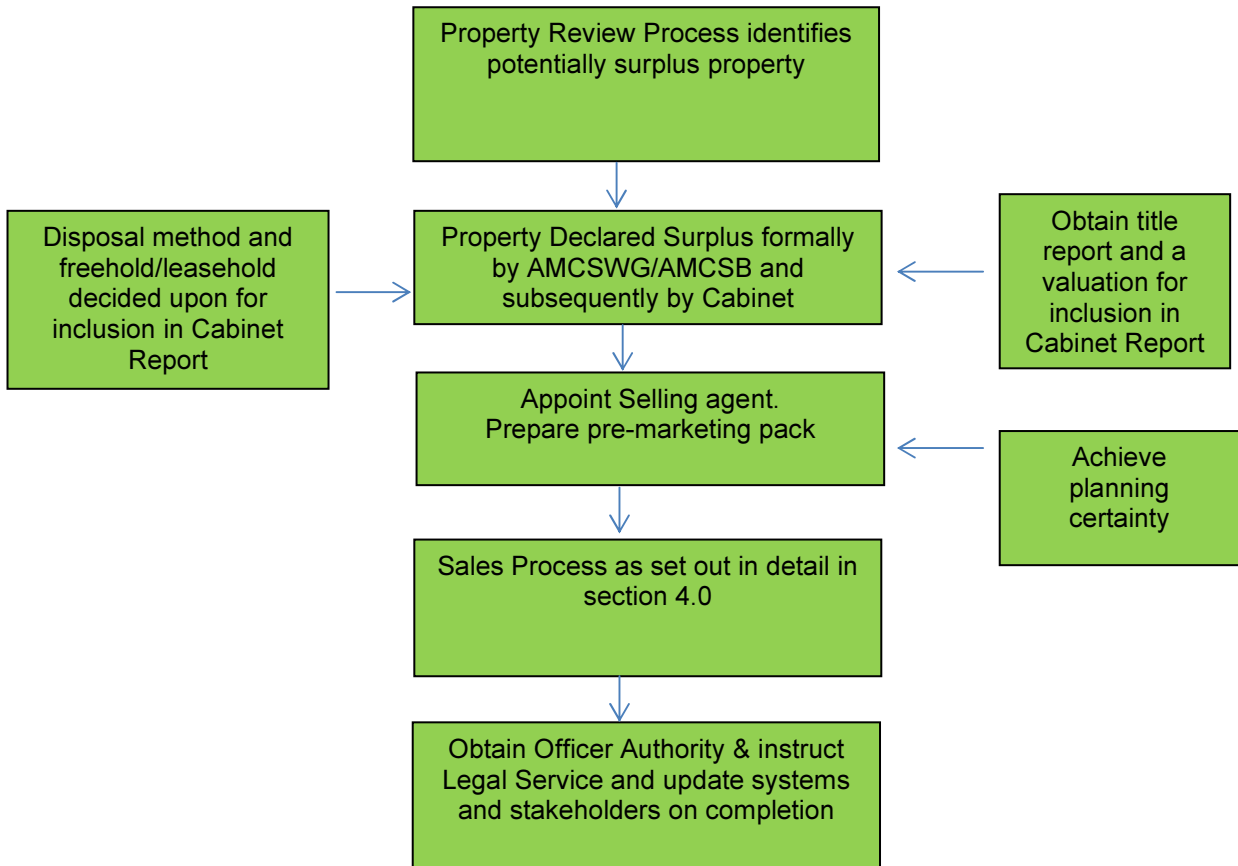 Property Review Process identifies
potentially surplus property
Disposal method and
freehold/leasehold
decided upon for
inclusion in Cabinet
Report
Property Declared Surplus formally
by AMCSWG/AMCSB and
subsequently by Cabinet
Obtain title
report and a
valuation for
inclusion in
Cabinet Report
Appoint Selling agent.
Prepare pre-marketing pack
Achieve
planning
certainty
Sales Process as set out in detail in
section 4.0
Obtain Officer Authority & instruct
Legal Service and update systems
and stakeholders on completion